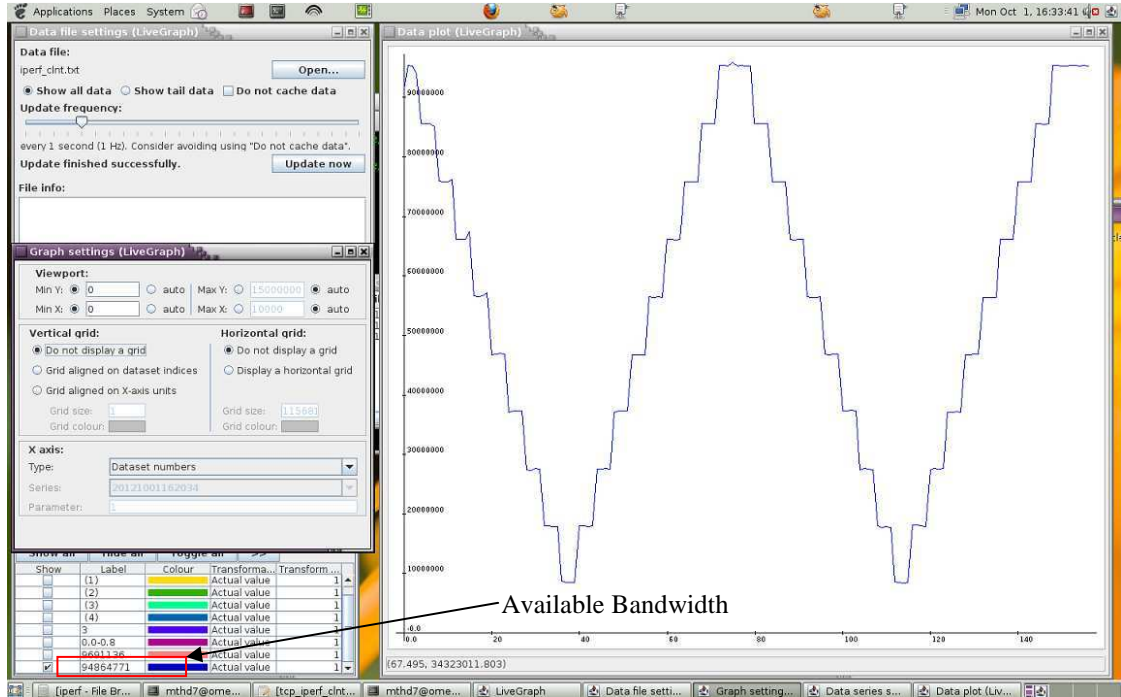 Applications Places System
Mon Oct 1, 16:33:41
Data file settings (LiveGraph)
Data file:
iperf_clnt.txt
Open...
Show all data Show tail data Do not cache data
Update frequency:
every 1 second (1 Hz). Consider avoiding using "Do not cache data".
Update finished successfully.
Update now
File info:
Graph settings (LiveGraph)
Viewport:
Min Y: 0 auto Max Y: 15000000 auto
Min X: 0 auto Max X: 10000 auto
Vertical grid:
Do not display a grid
Grid aligned on dataset indices
Grid aligned on X-axis units
Grid size: 1
Grid colour:
Horizontal grid:
Do not display a grid
Display a horizontal grid
Grid size: 115681
Grid colour:
X axis:
Type: Dataset numbers
Series: 20121001162034
Parameter: 1
Show all Hide all Toggle all >>
Show Label Colour Transforma... Transform ...
(1) Actual value 1
(2) Actual value 1
(3) Actual value 1
(4) Actual value 1
3 Actual value 1
0.0-0.8 Actual value 1
9691136 Actual value 1
94864771 Actual value 1
Data plot (LiveGraph)
90000000
80000000
70000000
60000000
50000000
40000000
30000000
20000000
10000000
-0.0
0.0 20 40 60 80 100 120 140
Available Bandwidth
(67.495, 34323011.803)
[iperf - File Br... mthd7@ome... [tcp_iperf_clnt... mthd7@ome... LiveGraph Data file setti... Graph setting... Data series s... Data plot (Liv...